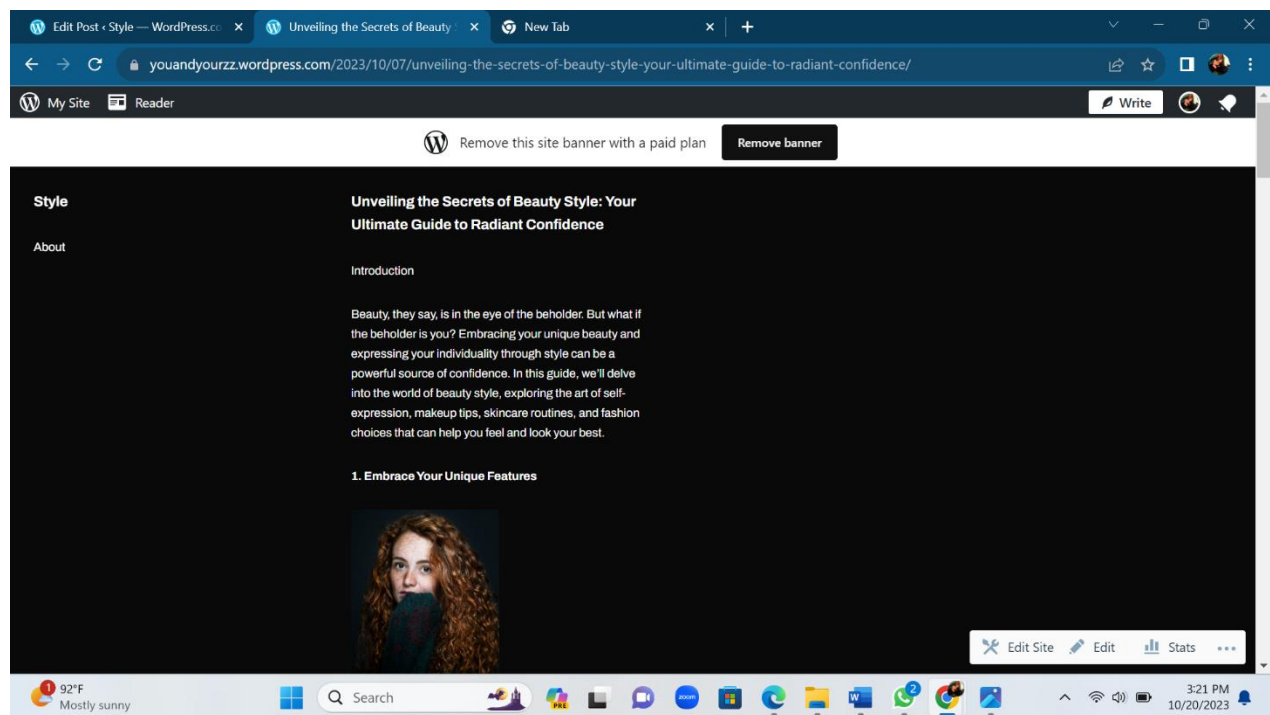 Edit Post ‹ Style — WordPress.co
Unveiling the Secrets of Beauty S
New Tab
youandyourzz.wordpress.com/2023/10/07/unveiling-the-secrets-of-beauty-style-your-ultimate-guide-to-radiant-confidence/
My Site
Reader
Write
Remove this site banner with a paid plan
Remove banner
Style
About
Unveiling the Secrets of Beauty Style: Your
Ultimate Guide to Radiant Confidence
Introduction
Beauty, they say, is in the eye of the beholder. But what if
the beholder is you? Embracing your unique beauty and
expressing your individuality through style can be a
powerful source of confidence. In this guide, we'll delve
into the world of beauty style, exploring the art of self-
expression, makeup tips, skincare routines, and fashion
choices that can help you feel and look your best.
1. Embrace Your Unique Features
Edit Site
Edit
Stats
1
92°F
Mostly sunny
Search
PRE
zoom
2
3:21 PM
10/20/2023